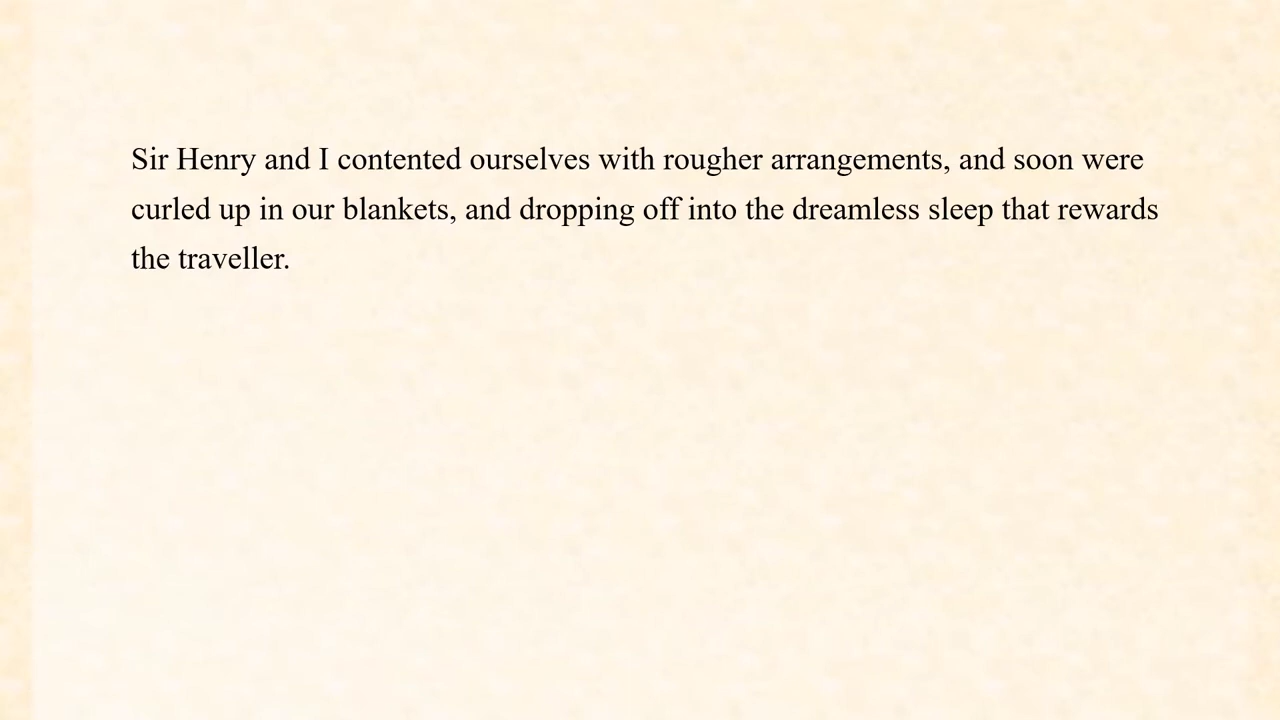 Sir Henry and I contented ourselves with rougher arrangements, and soon were
curled up in our blankets, and dropping off into the dreamless sleep that rewards
the traveller.